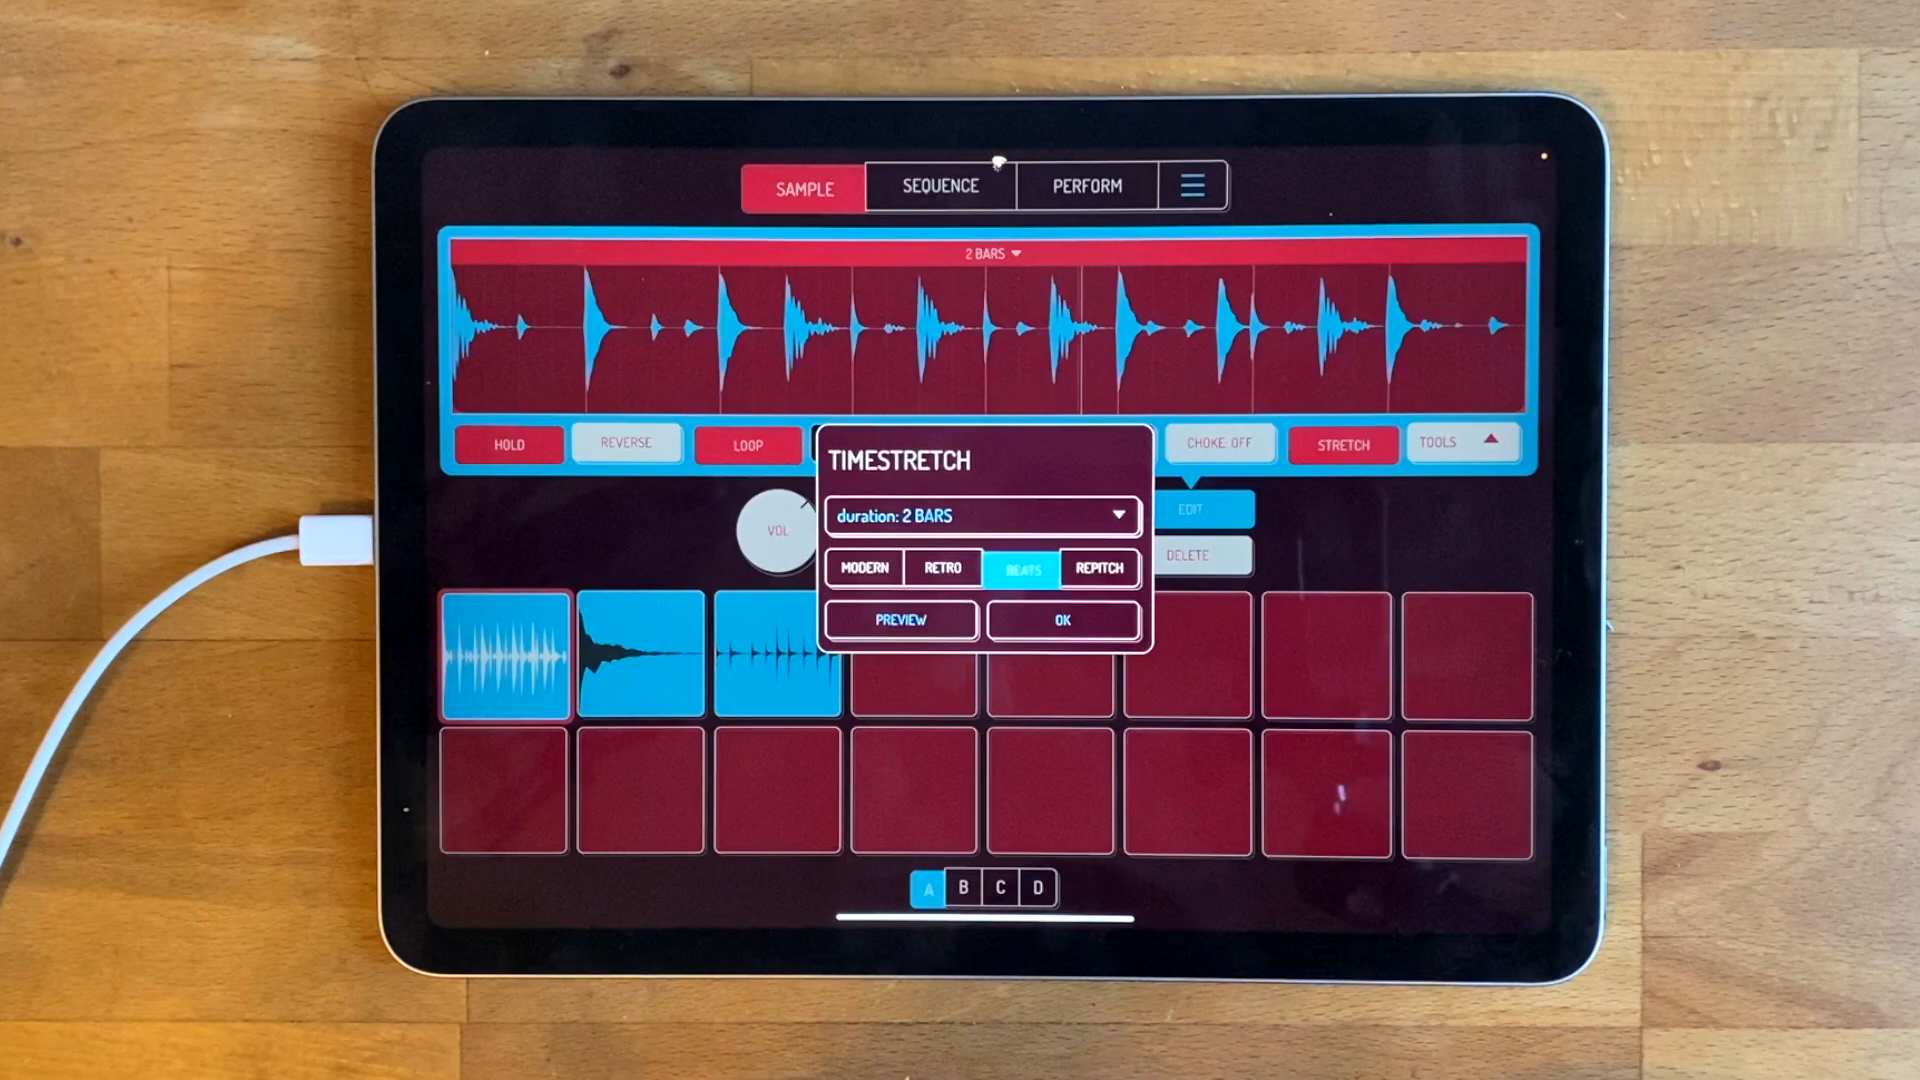 SAMPLE SEQUENCE PERFORM
2 BARS
HOLD REVERSE LOOP CHOKE: OFF STRETCH TOOLS
TIMESTRETCH
duration: 2 BARS
MODERN RETRO BEATS REPITCH
PREVIEW OK
VOL
EDIT
DELETE
A B C D